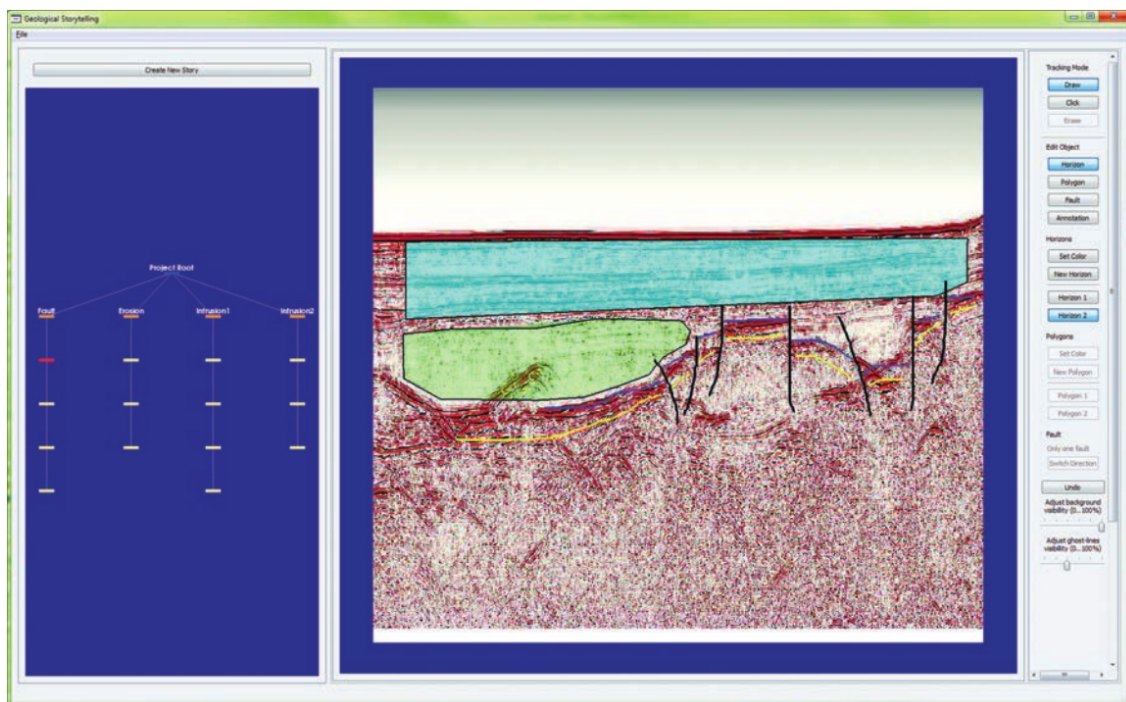 Geological Storytelling
File
Create New Story
Project Root
Fault
Erosion
Intrusion1
Intrusion2
Tracking Mode
Draw
Click
Erase
Edit Object
Horizon
Polygon
Fault
Annotation
Horizons
Set Color
New Horizon
Horizon 1
Horizon 2
Polygons
Set Color
New Polygon
Polygon 1
Polygon 2
Fault
Only one fault
Switch Direction
Undo
Adjust background
visibility (0...100%)
Adjust ghost-lines
visibility (0...100%)